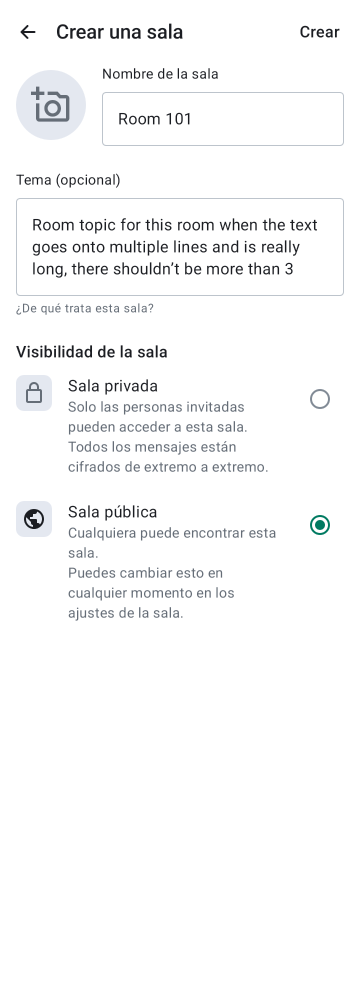 Crear una sala
Crear
Nombre de la sala
Room 101
Tema (opcional)
Room topic for this room when the text
goes onto multiple lines and is really
long, there shouldn’t be more than 3
¿De qué trata esta sala?
Visibilidad de la sala
Sala privada
Solo las personas invitadas
pueden acceder a esta sala.
Todos los mensajes están
cifrados de extremo a extremo.
Sala pública
Cualquiera puede encontrar esta
sala.
Puedes cambiar esto en
cualquier momento en los
ajustes de la sala.